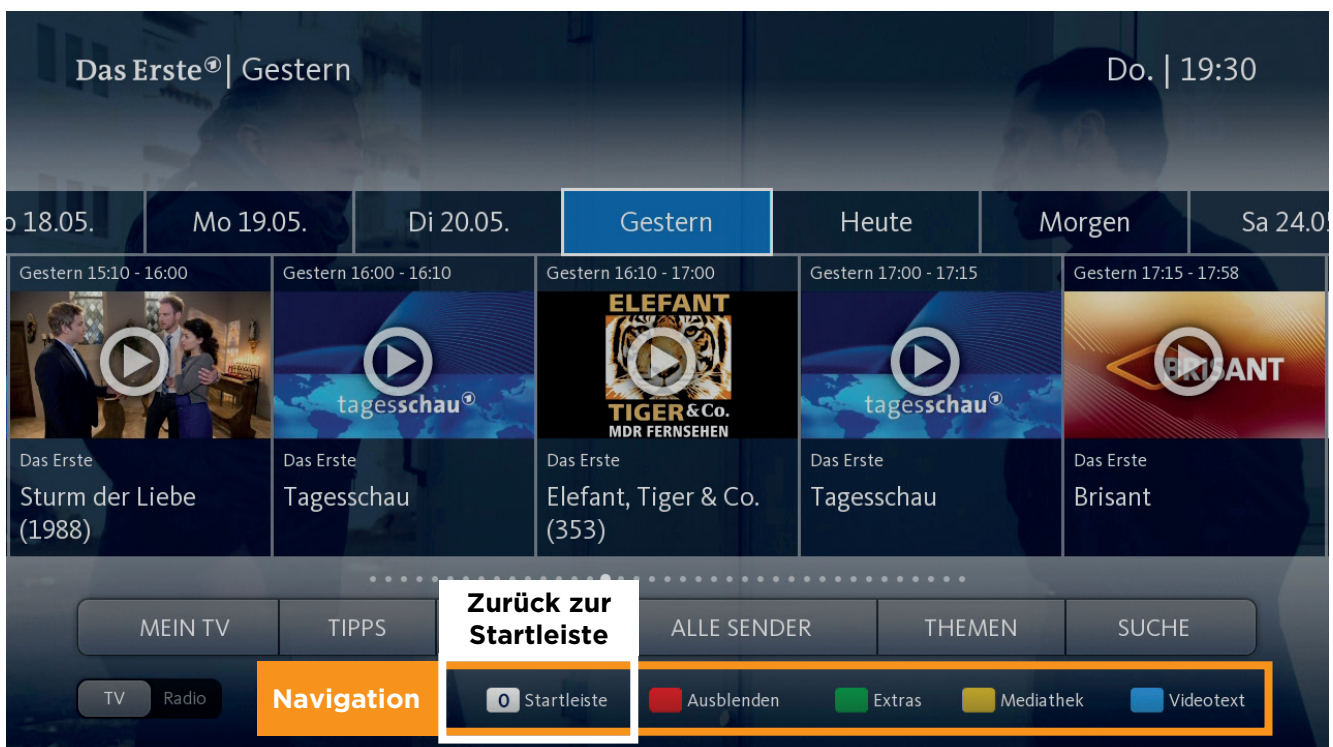 Das Erste | Gestern
Do. | 19:30
o 18.05.
Mo 19.05.
Di 20.05.
Gestern
Heute
Morgen
Sa 24.05
Gestern 15:10 - 16:00
Gestern 16:00 - 16:10
Gestern 16:10 - 17:00
Gestern 17:00 - 17:15
Gestern 17:15 - 17:58
tagesschau
ELEFANT
TIGER & Co.
MDR FERNSEHEN
tagesschau
BRISANT
Das Erste
Sturm der Liebe
(1988)
Das Erste
Tagesschau
Das Erste
Elefant, Tiger & Co.
(353)
Das Erste
Tagesschau
Das Erste
Brisant
MEIN TV
TIPPS
Zurück zur
Startleiste
ALLE SENDER
THEMEN
SUCHE
TV
Radio
Navigation
0 Startleiste
Ausblenden
Extras
Mediathek
Videotext